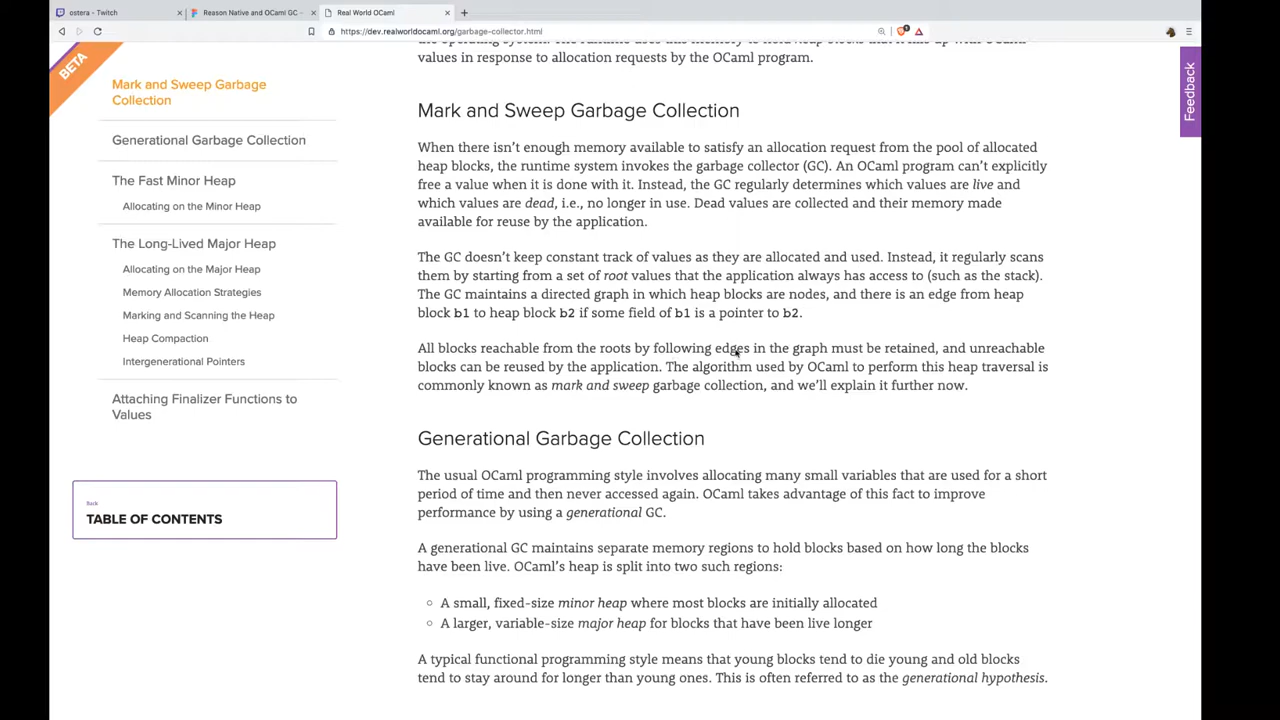 ostera - Twitch
Reason Native and OCaml GC -
Real World OCaml
https://dev.realworldocaml.org/garbage-collector.html
BETA
Feedback
Mark and Sweep Garbage
Collection
Generational Garbage Collection
The Fast Minor Heap
Allocating on the Minor Heap
The Long-Lived Major Heap
Allocating on the Major Heap
Memory Allocation Strategies
Marking and Scanning the Heap
Heap Compaction
Intergenerational Pointers
Attaching Finalizer Functions to
Values
Back
TABLE OF CONTENTS
values in response to allocation requests by the OCaml program.
Mark and Sweep Garbage Collection
When there isn’t enough memory available to satisfy an allocation request from the pool of allocated
heap blocks, the runtime system invokes the garbage collector (GC). An OCaml program can’t explicitly
free a value when it is done with it. Instead, the GC regularly determines which values are live and
which values are dead, i.e., no longer in use. Dead values are collected and their memory made
available for reuse by the application.
The GC doesn’t keep constant track of values as they are allocated and used. Instead, it regularly scans
them by starting from a set of root values that the application always has access to (such as the stack).
The GC maintains a directed graph in which heap blocks are nodes, and there is an edge from heap
block b1 to heap block b2 if some field of b1 is a pointer to b2.
All blocks reachable from the roots by following edges in the graph must be retained, and unreachable
blocks can be reused by the application. The algorithm used by OCaml to perform this heap traversal is
commonly known as mark and sweep garbage collection, and we’ll explain it further now.
Generational Garbage Collection
The usual OCaml programming style involves allocating many small variables that are used for a short
period of time and then never accessed again. OCaml takes advantage of this fact to improve
performance by using a generational GC.
A generational GC maintains separate memory regions to hold blocks based on how long the blocks
have been live. OCaml’s heap is split into two such regions:
A small, fixed-size minor heap where most blocks are initially allocated
A larger, variable-size major heap for blocks that have been live longer
A typical functional programming style means that young blocks tend to die young and old blocks
tend to stay around for longer than young ones. This is often referred to as the generational hypothesis.